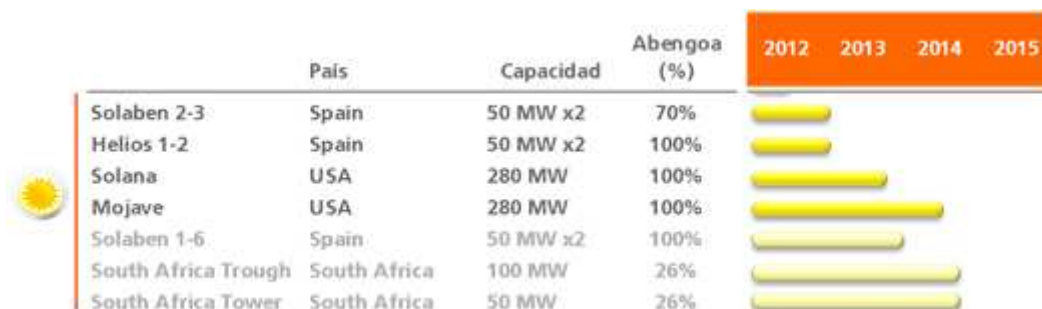 Abengoa
País Capacidad (%) 2012 2013 2014 2015
Solaben 2-3 Spain 50 MW x2 70%
Helios 1-2 Spain 50 MW x2 100%
Solana USA 280 MW 100%
Mojave USA 280 MW 100%
Solaben 1-6 Spain 50 MW x2 100%
South Africa Trough South Africa 100 MW 26%
South Africa Tower South Africa 50 MW 26%